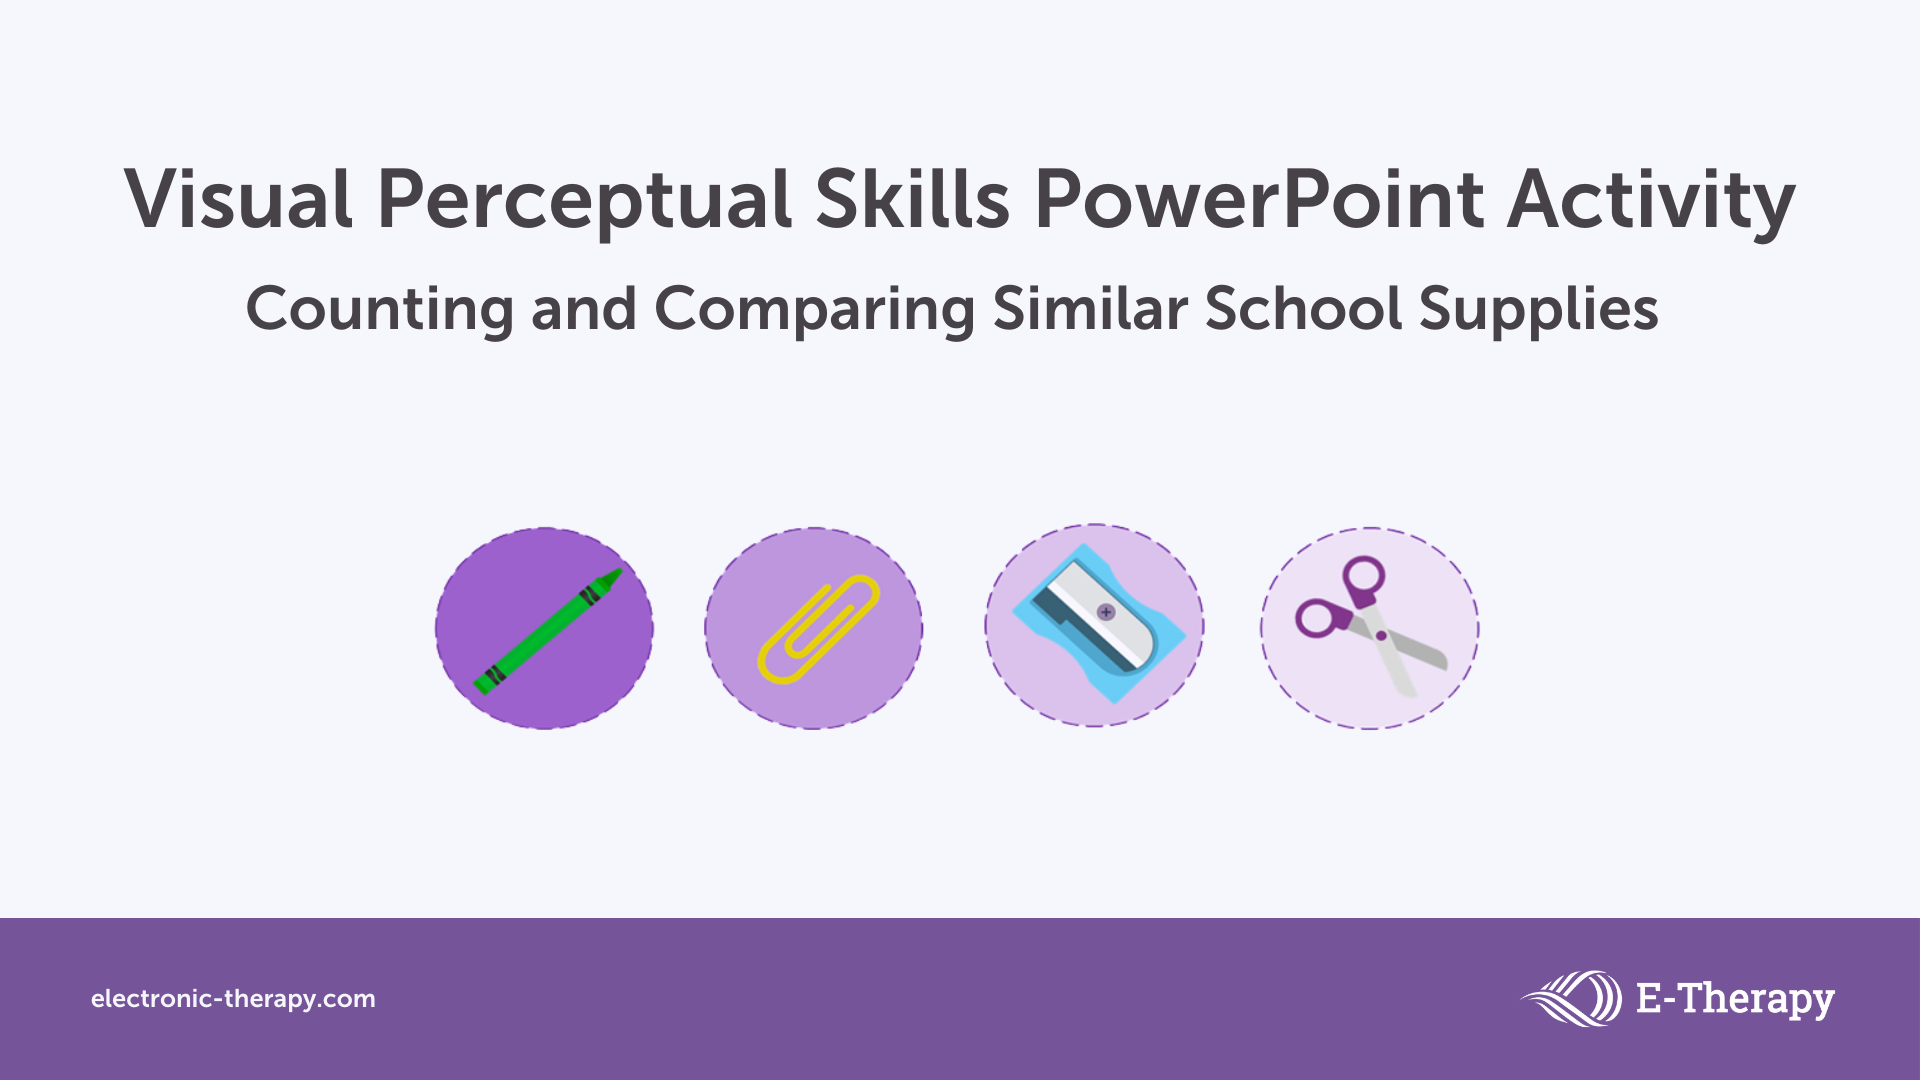 Visual Perceptual Skills PowerPoint Activity
Counting and Comparing Similar School Supplies
electronic-therapy.com
E-Therapy